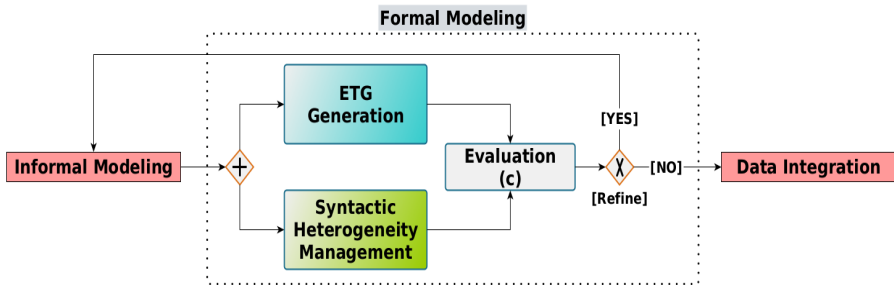 Formal Modeling
ETG
Generation
[YES]
Informal Modeling
Evaluation
(c)
[NO]
Data Integration
[Refine]
Syntactic
Heterogeneity
Management